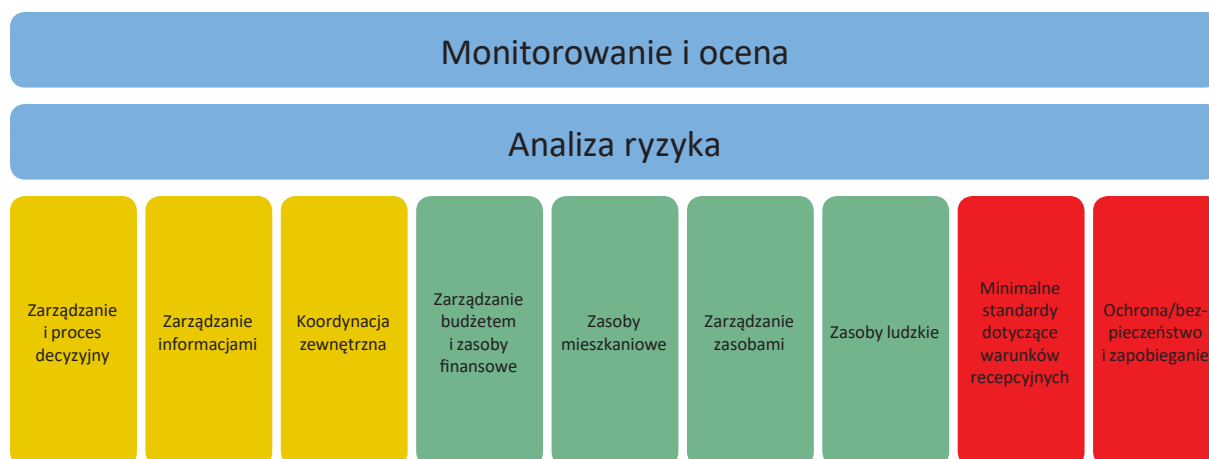 Monitorowanie i ocena
Analiza ryzyka
Zarządzanie
i proces
decyzyjny
Zarządzanie
informacjami
Koordynacja
zewnętrzna
Zarządzanie
budżetem
i zasoby
finansowe
Zasoby
mieszkaniowe
Zarządzanie
zasobami
Zasoby ludzkie
Minimalne
standardy
dotyczące
warunków
recepcyjnych
Ochrona/bez-
pieczeństwo
i zapobieganie